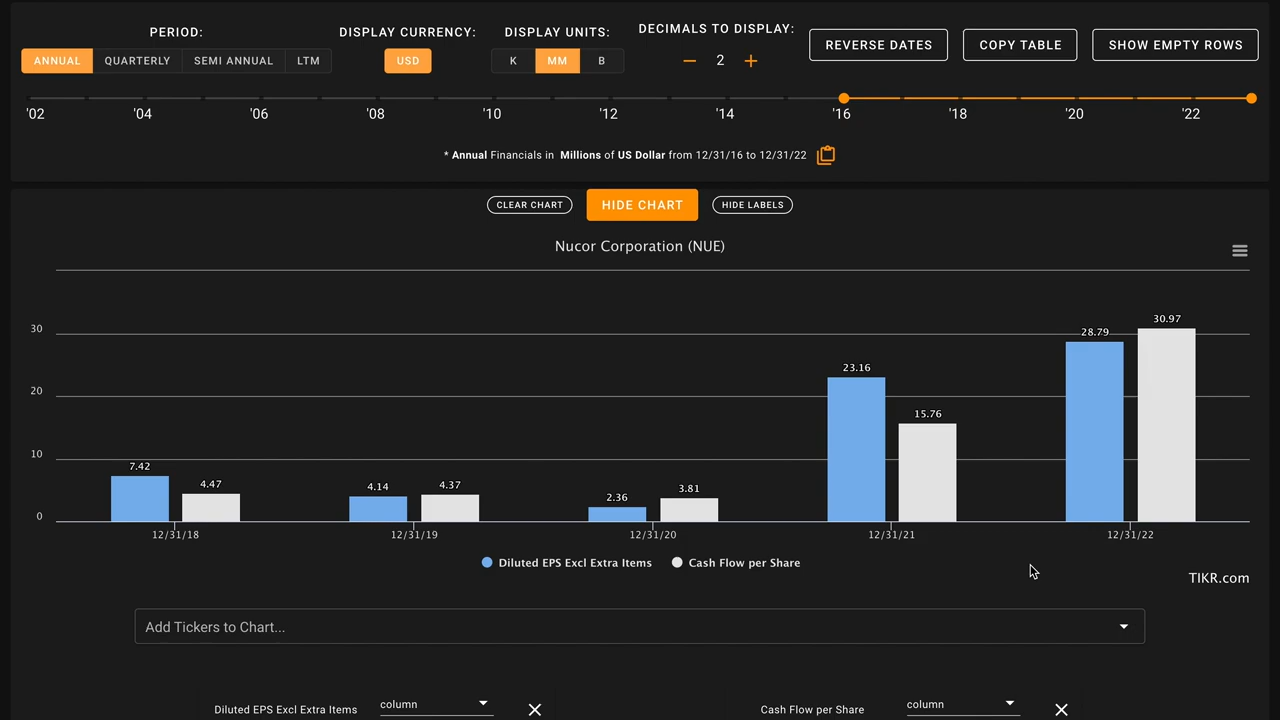 PERIOD:
DISPLAY CURRENCY:
DISPLAY UNITS:
DECIMALS TO DISPLAY:
ANNUAL QUARTERLY SEMI ANNUAL LTM
USD
K MM B
2
REVERSE DATES
COPY TABLE
SHOW EMPTY ROWS
'02 '04 '06 '08 '10 '12 '14 '16 '18 '20 '22
* Annual Financials in Millions of US Dollar from 12/31/16 to 12/31/22
CLEAR CHART
HIDE CHART
HIDE LABELS
Nucor Corporation (NUE)
30
20
10
0
7.42 4.47
4.14 4.37
2.36 3.81
23.16 15.76
28.79 30.97
12/31/18 12/31/19 12/31/20 12/31/21 12/31/22
Diluted EPS Excl Extra Items Cash Flow per Share
TIKR.com
Add Tickers to Chart...
Diluted EPS Excl Extra Items column
Cash Flow per Share column